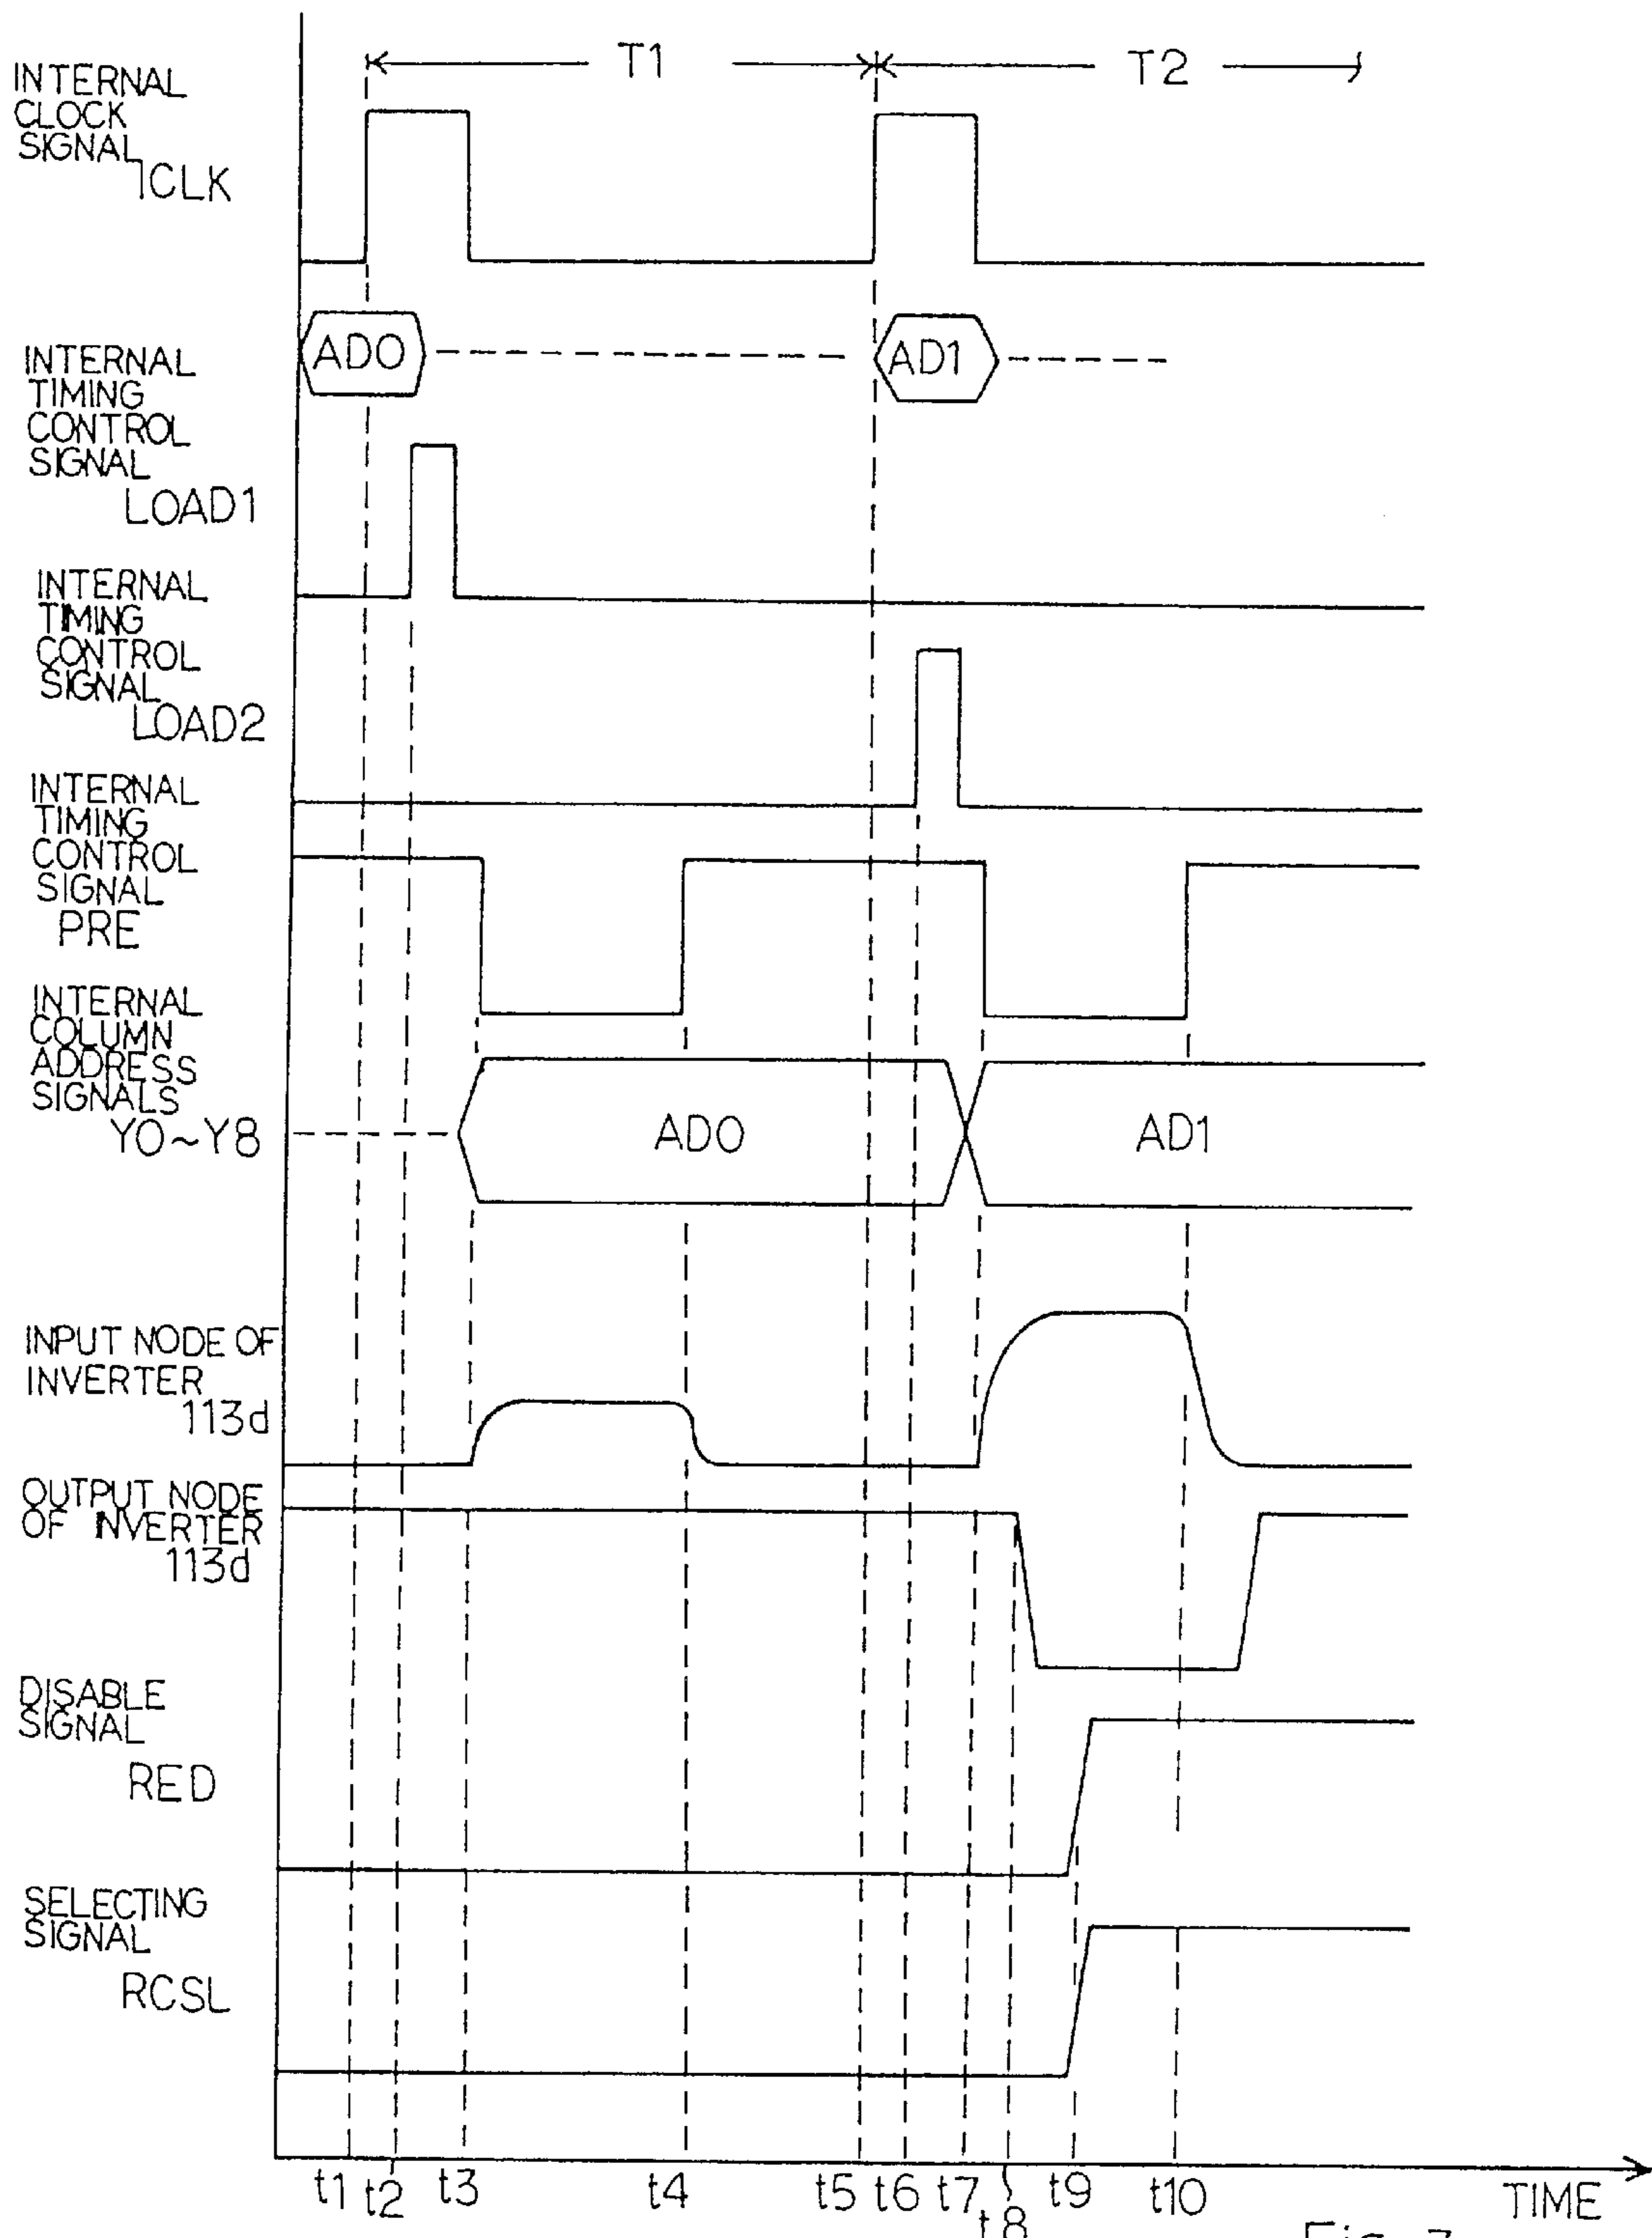 T1
T2
INTERNAL
CLOCK
SIGNAL
ICLK
AD0
AD1
INTERNAL
TIMING
CONTROL
SIGNAL
LOAD1
INTERNAL
TIMING
CONTROL
SIGNAL
LOAD2
INTERNAL
TIMING
CONTROL
SIGNAL
PRE
INTERNAL
COLUMN
ADDRESS
SIGNALS
Y0~Y8
AD0
AD1
INPUT NODE OF
INVERTER
113d
OUTPUT NODE
OF INVERTER
113d
DISABLE
SIGNAL
RED
SELECTING
SIGNAL
RCSL
t1 t2 t3 t4 t5 t6 t7 t8 t9 t10 TIME